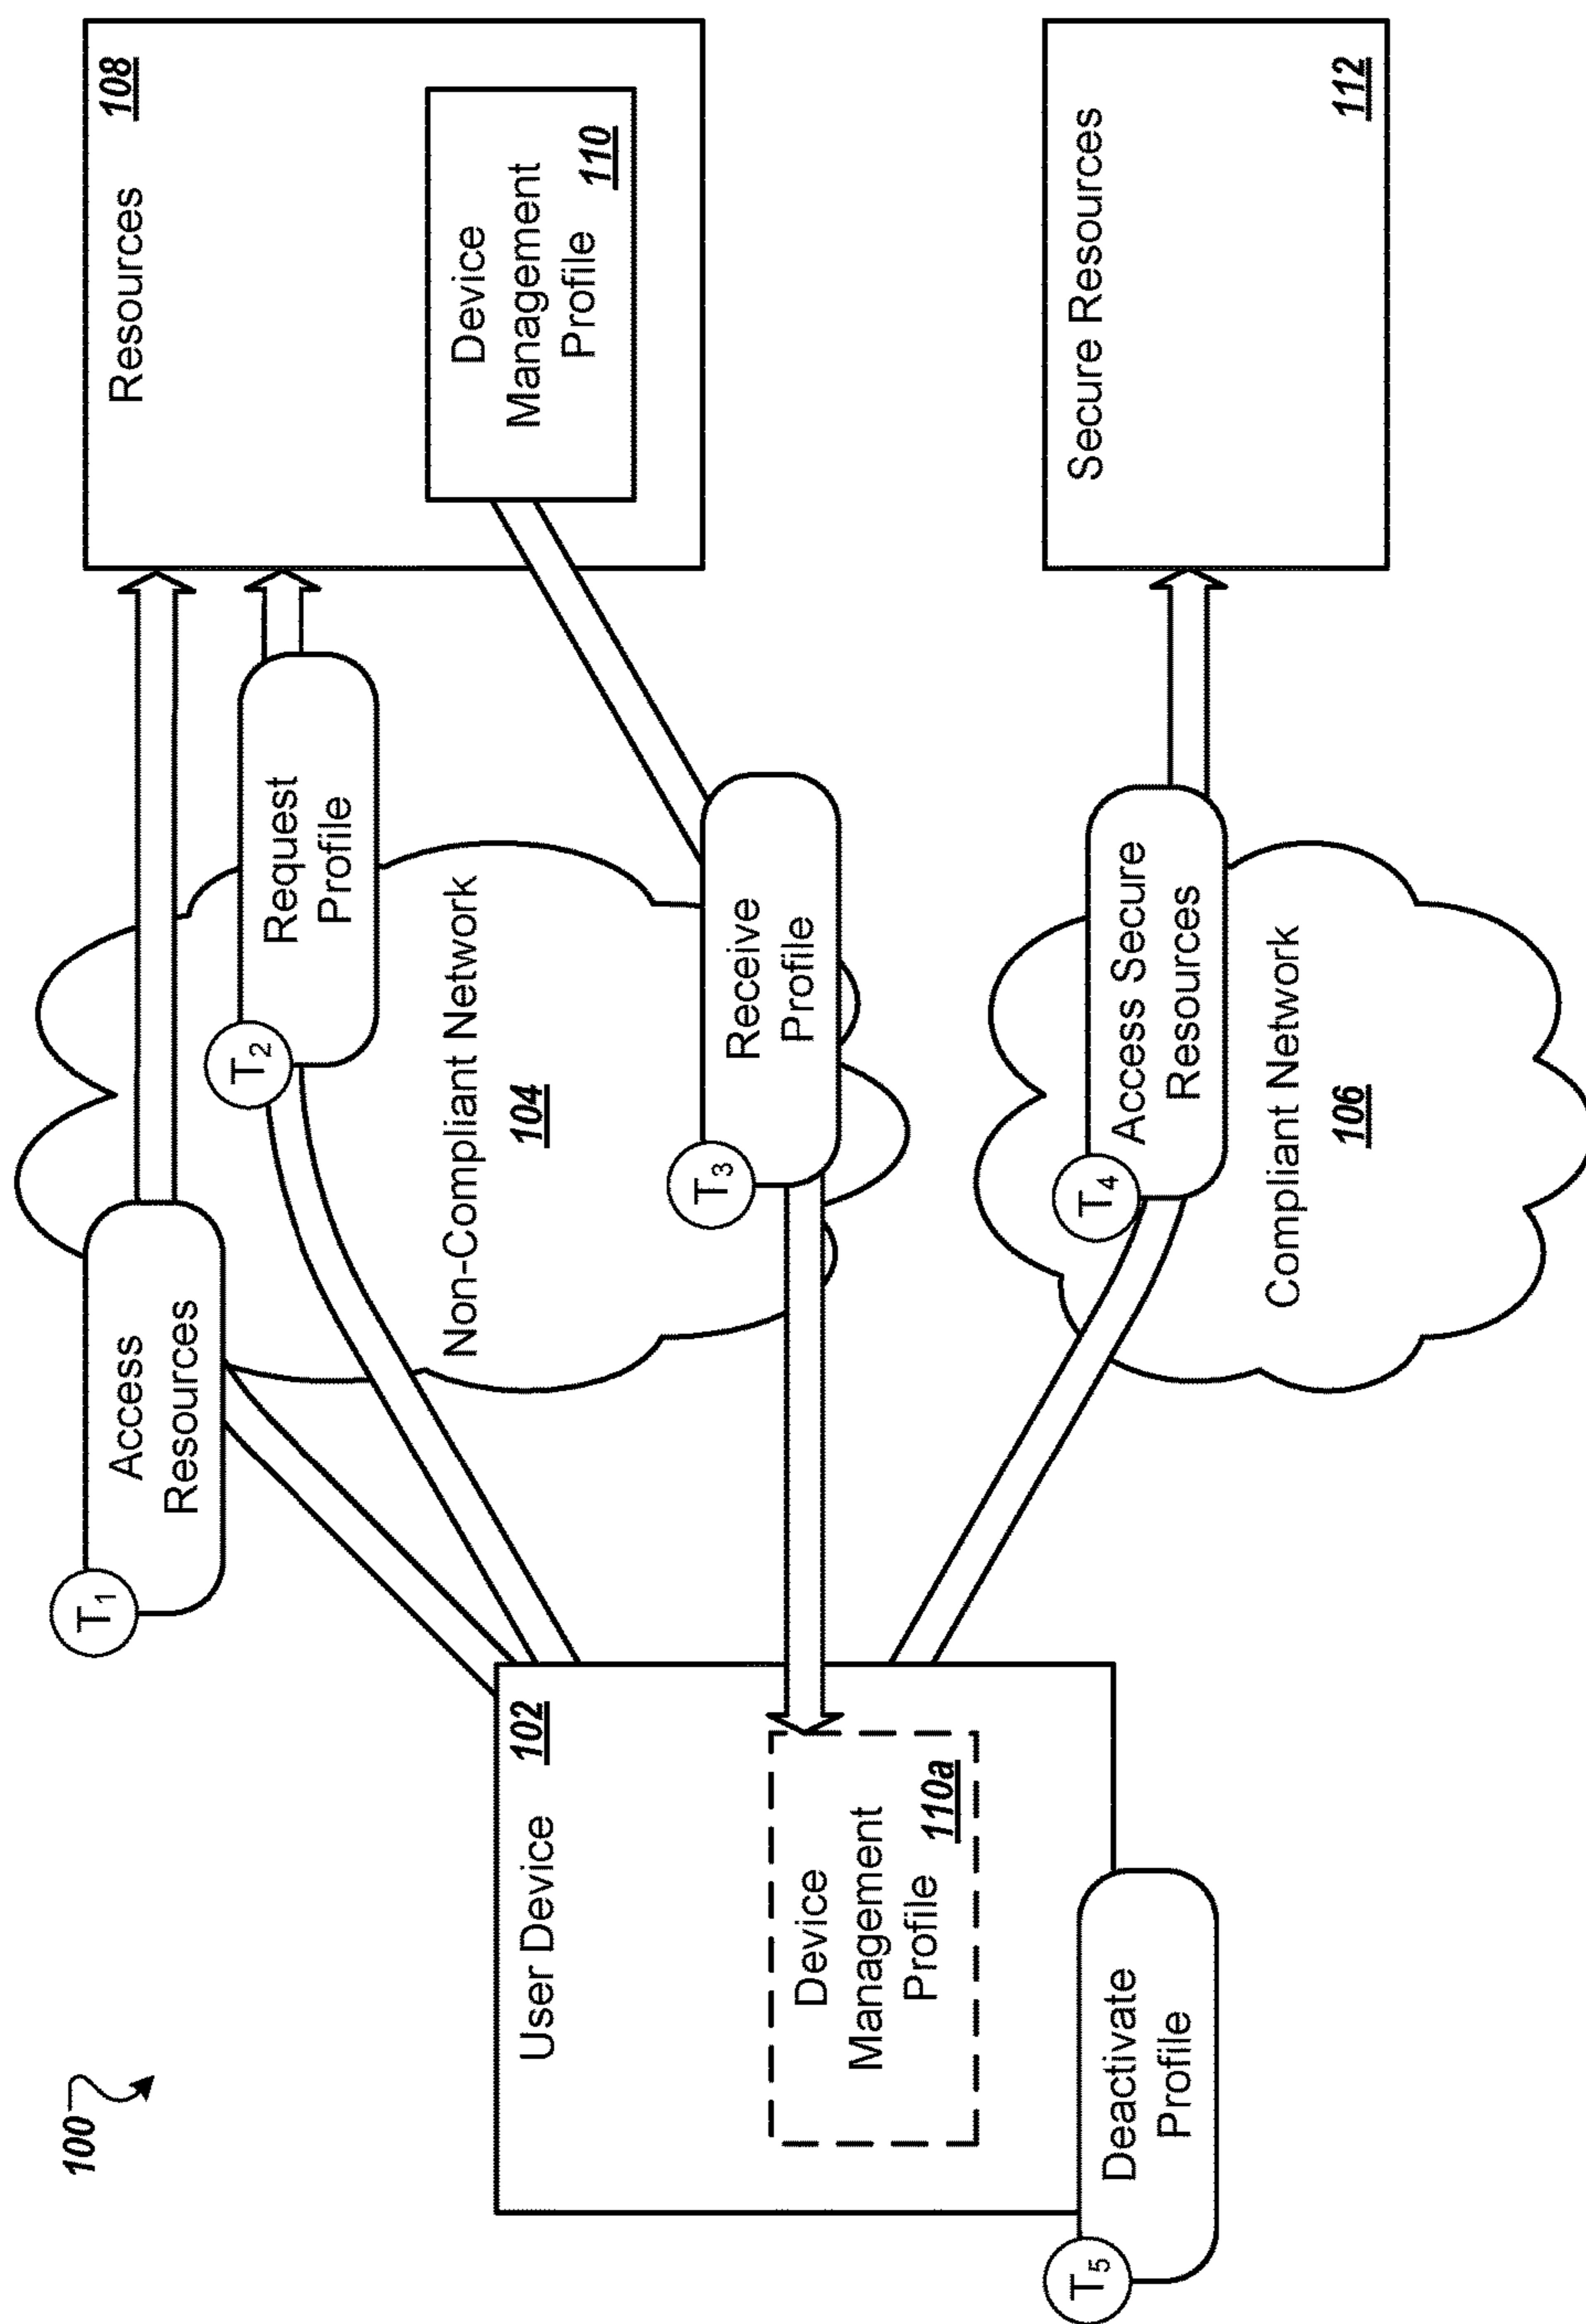 100
T1
Access
Resources
Resources
108
T2
Request
Profile
Device
Management
Profile
110
Non-Compliant Network
104
User Device
102
T3
Receive
Profile
Device
Management
Profile
110a
T4
Access Secure
Resources
Secure Resources
112
Compliant Network
106
T5
Deactivate
Profile